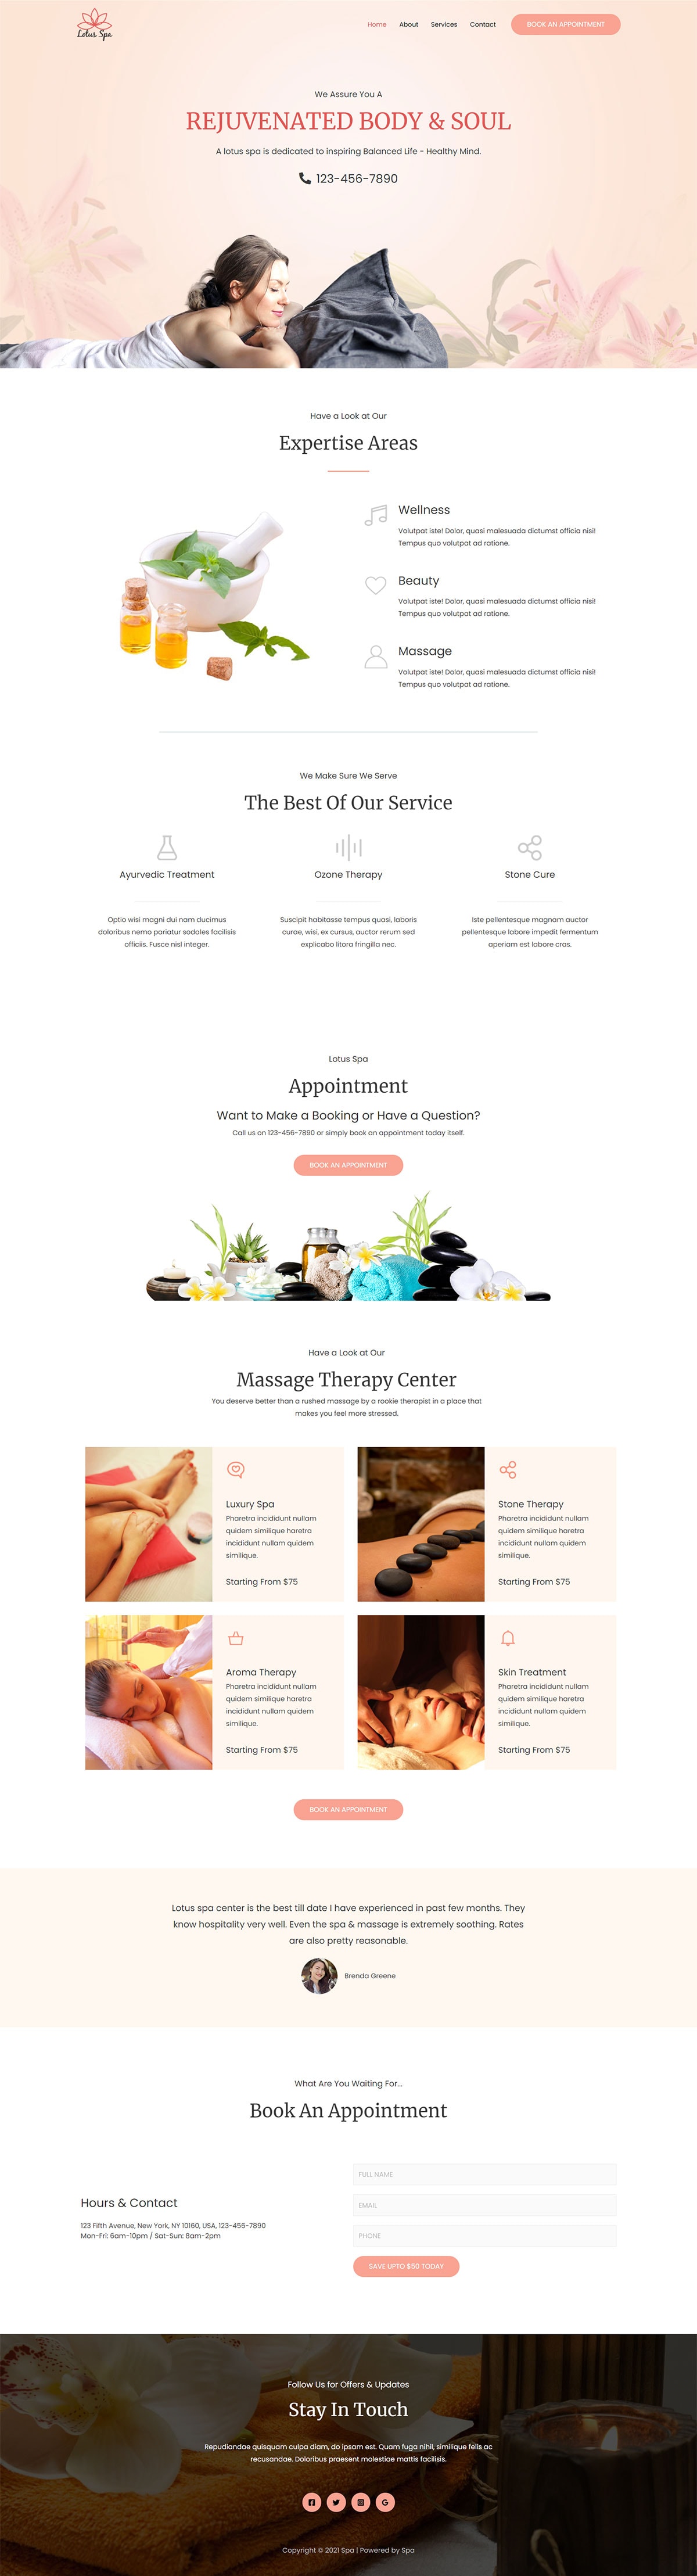 Lotus Spa
Home About Services Contact BOOK AN APPOINTMENT
We Assure You A
REJUVENATED BODY & SOUL
A lotus spa is dedicated to inspiring Balanced Life - Healthy Mind.
123-456-7890
Have a Look at Our
Expertise Areas
Wellness
Volutpat iste! Dolor, quasi malesuada dictumst officia nisi!
Tempus quo volutpat ad ratione.
Beauty
Volutpat iste! Dolor, quasi malesuada dictumst officia nisi!
Tempus quo volutpat ad ratione.
Massage
Volutpat iste! Dolor, quasi malesuada dictumst officia nisi!
Tempus quo volutpat ad ratione.
We Make Sure We Serve
The Best Of Our Service
Ayurvedic Treatment
Optio wisi magni dui nam ducimus
doloribus nemo pariatur sodales facilisis
officiis. Fusce nisl integer.
Ozone Therapy
Suscipit habitasse tempus quasi, laboris
curae, wisi, ex cursus, auctor rerum sed
explicabo litora fringilla nec.
Stone Cure
Iste pellentesque magnam auctor
pellentesque labore impedit fermentum
aperiam est labore cras.
Lotus Spa
Appointment
Want to Make a Booking or Have a Question?
Call us on 123-456-7890 or simply book an appointment today itself.
BOOK AN APPOINTMENT
Have a Look at Our
Massage Therapy Center
You deserve better than a rushed massage by a rookie therapist in a place that
makes you feel more stressed.
Luxury Spa
Pharetra incididunt nullam
quidem similique haretra
incididunt nullam quidem
similique.
Starting From $75
Stone Therapy
Pharetra incididunt nullam
quidem similique haretra
incididunt nullam quidem
similique.
Starting From $75
Aroma Therapy
Pharetra incididunt nullam
quidem similique haretra
incididunt nullam quidem
similique.
Starting From $75
Skin Treatment
Pharetra incididunt nullam
quidem similique haretra
incididunt nullam quidem
similique.
Starting From $75
BOOK AN APPOINTMENT
Lotus spa center is the best till date I have experienced in past few months. They
know hospitality very well. Even the spa & massage is extremely soothing. Rates
are also pretty reasonable.
Brenda Greene
What Are You Waiting For...
Book An Appointment
Hours & Contact
123 Fifth Avenue, New York, NY 10160, USA, 123-456-7890
Mon-Fri: 6am-10pm / Sat-Sun: 8am-2pm
FULL NAME
EMAIL
PHONE
SAVE UPTO $50 TODAY
Follow Us for Offers & Updates
Stay In Touch
Repudiandae quisquam culpa diam, do ipsam est. Quam fuga nihil, similique felis ac
recusandae. Doloribus praesent molestiae mattis facilisis.
Copyright © 2021 Spa | Powered by Spa